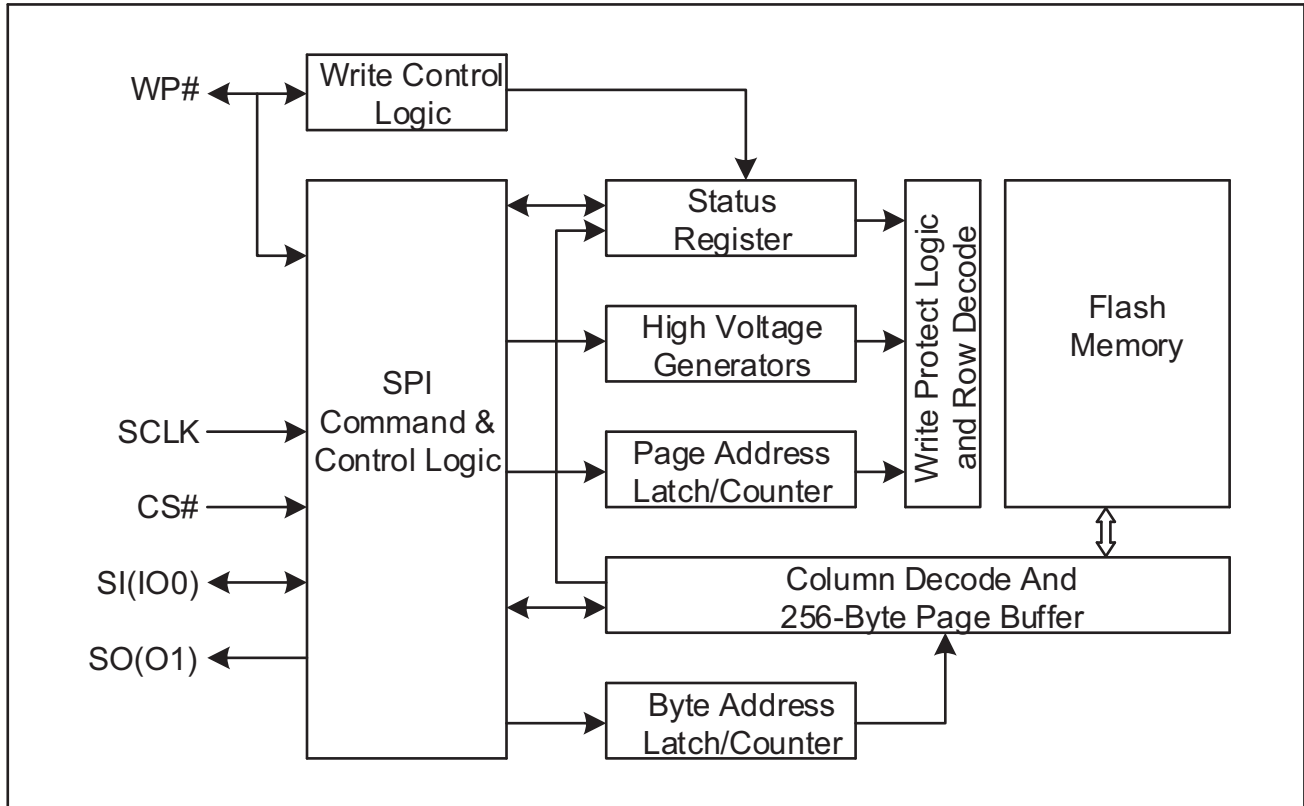 WP#
Write Control
Logic
Status
Register
Write Protect Logic
and Row Decode
Flash
Memory
High Voltage
Generators
SPI
Command &
Control Logic
SCLK
Page Address
Latch/Counter
CS#
SI(IO0)
Column Decode And
256-Byte Page Buffer
SO(O1)
Byte Address
Latch/Counter